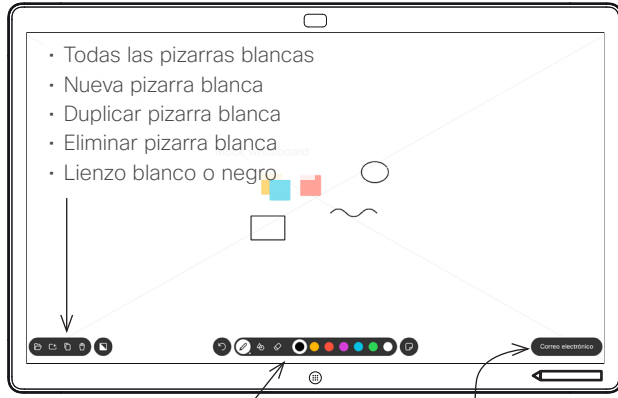 · Todas las pizarras blancas
· Nueva pizarra blanca
· Duplicar pizarra blanca
· Eliminar pizarra blanca
· Lienzo blanco o negro
Correo electrónico